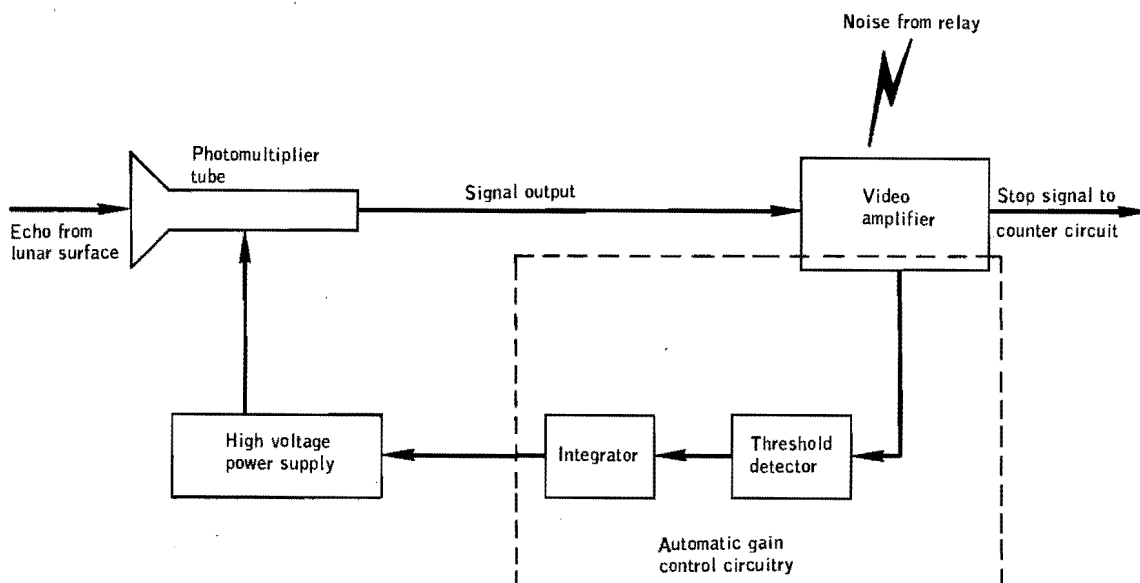 Noise from relay
Photomultiplier
tube
Signal output
Video
amplifier
Stop signal to
counter circuit
Echo from
lunar surface
High voltage
power supply
Integrator
Threshold
detector
Automatic gain
control circuitry